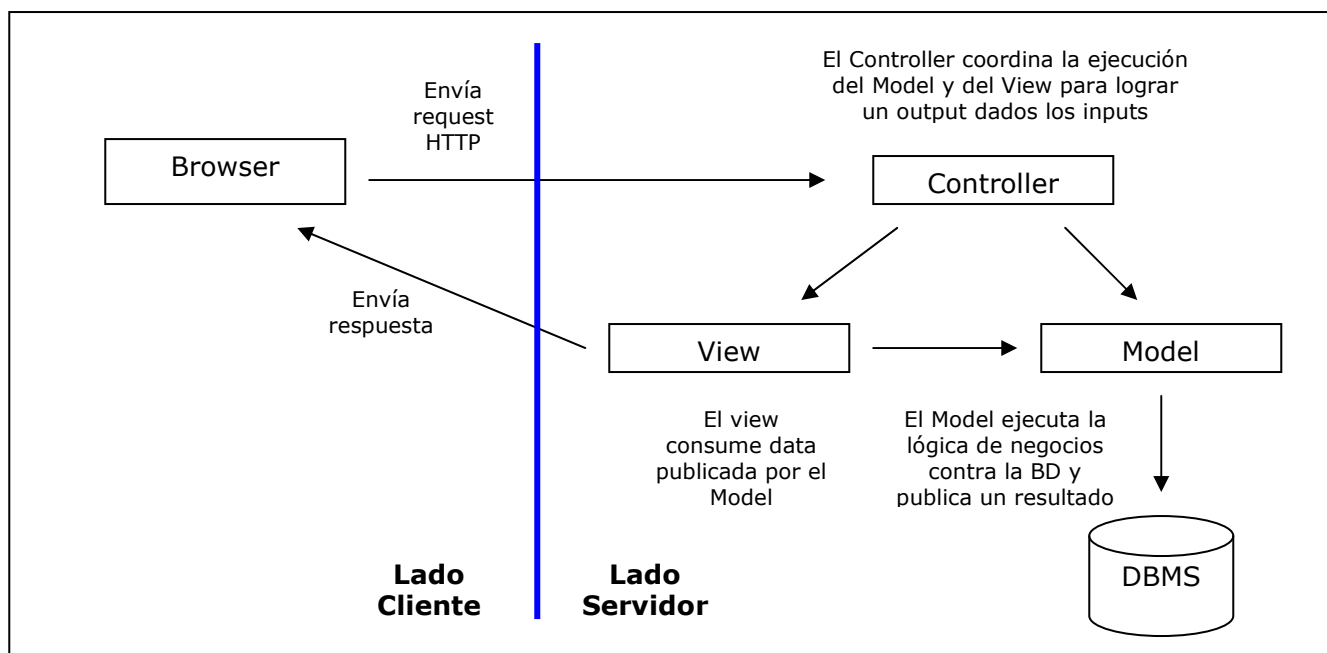 El Controller coordina la ejecución
del Model y del View para lograr
un output dados los inputs
Envía
request
HTTP
Browser
Controller
Envía
respuesta
View
Model
El view
consume data
publicada por el
Model
El Model ejecuta la
lógica de negocios
contra la BD y
publica un resultado
DBMS
Lado
Cliente
Lado
Servidor